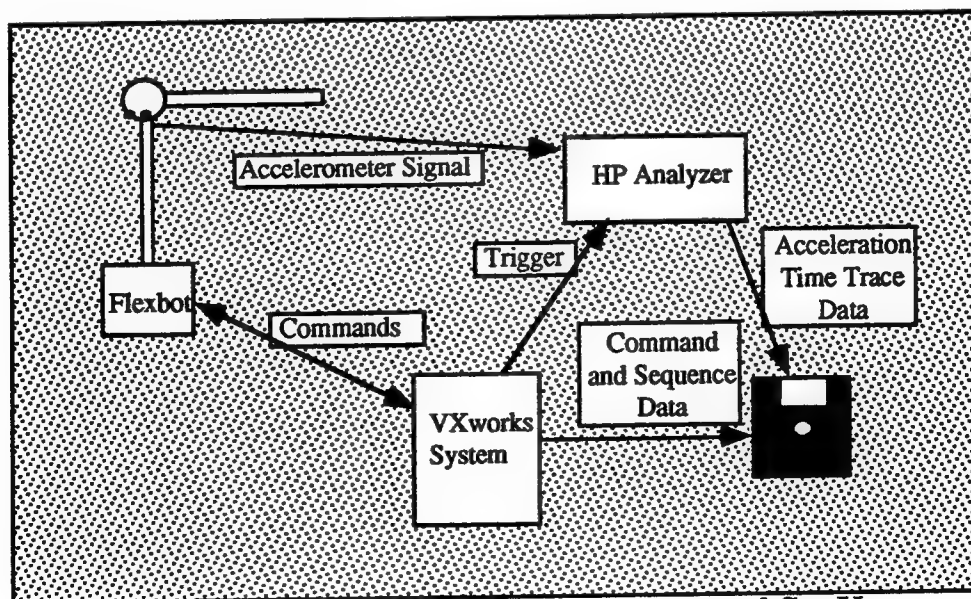 Accelerometer Signal
HP Analyzer
Trigger
Acceleration
Time Trace
Data
Flexbot
Commands
Command
and Sequence
Data
VXworks
System